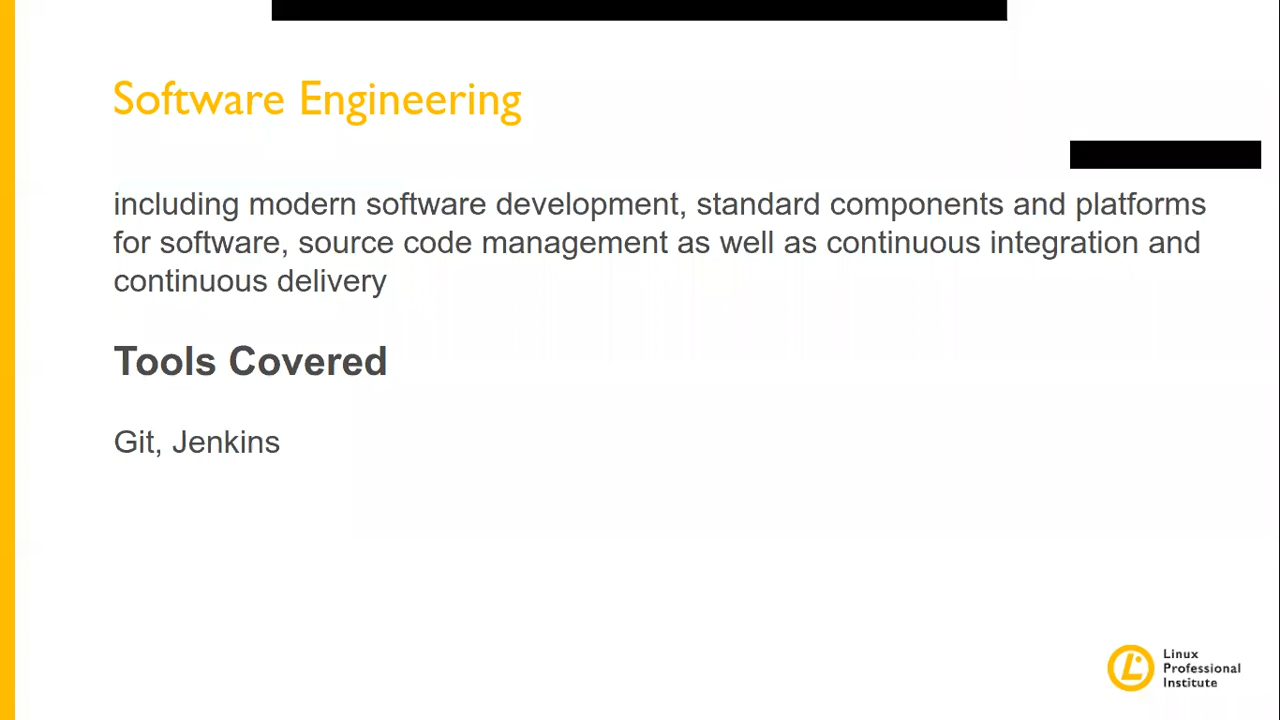 Software Engineering
including modern software development, standard components and platforms
for software, source code management as well as continuous integration and
continuous delivery
Tools Covered
Git, Jenkins
Linux
Professional
Institute